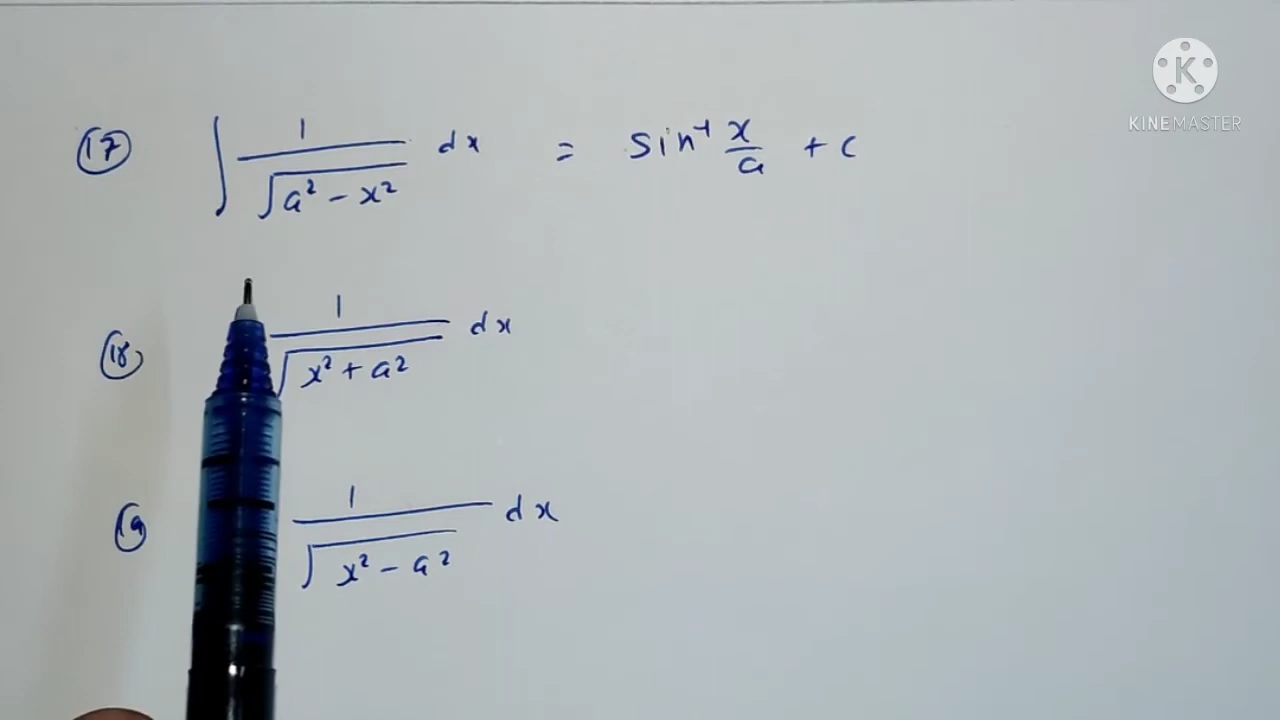 K
KINEMASTER
(17) ∫ 1/√(a² − x²) dx = Sin⁻¹ x/a + c
(18) 1/√(x² + a²) dx
(19) 1/√(x² − a²) dx